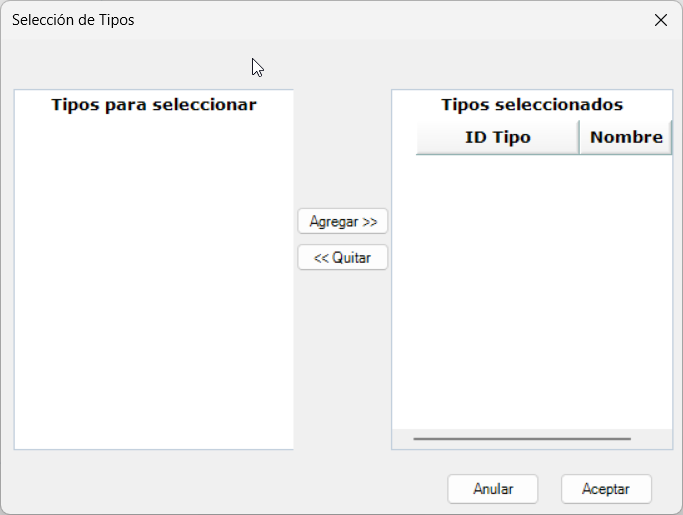 Selección de Tipos
Tipos para seleccionar
Tipos seleccionados
ID Tipo
Nombre
Agregar >>
<< Quitar
Anular
Aceptar